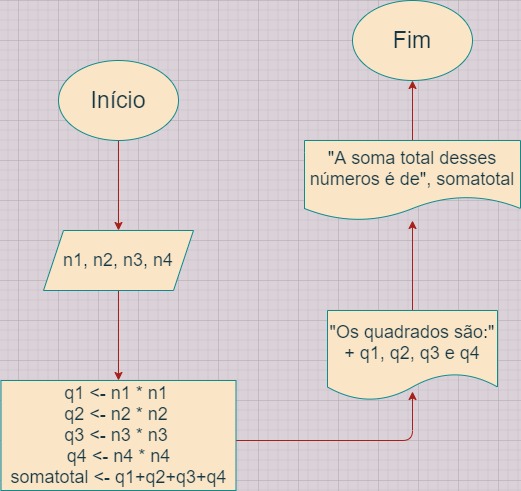 Início
n1, n2, n3, n4
q1 <- n1 * n1
q2 <- n2 * n2
q3 <- n3 * n3
q4 <- n4 * n4
somatotal <- q1+q2+q3+q4
"Os quadrados são:"
+ q1, q2, q3 e q4
"A soma total desses
números é de", somatotal
Fim